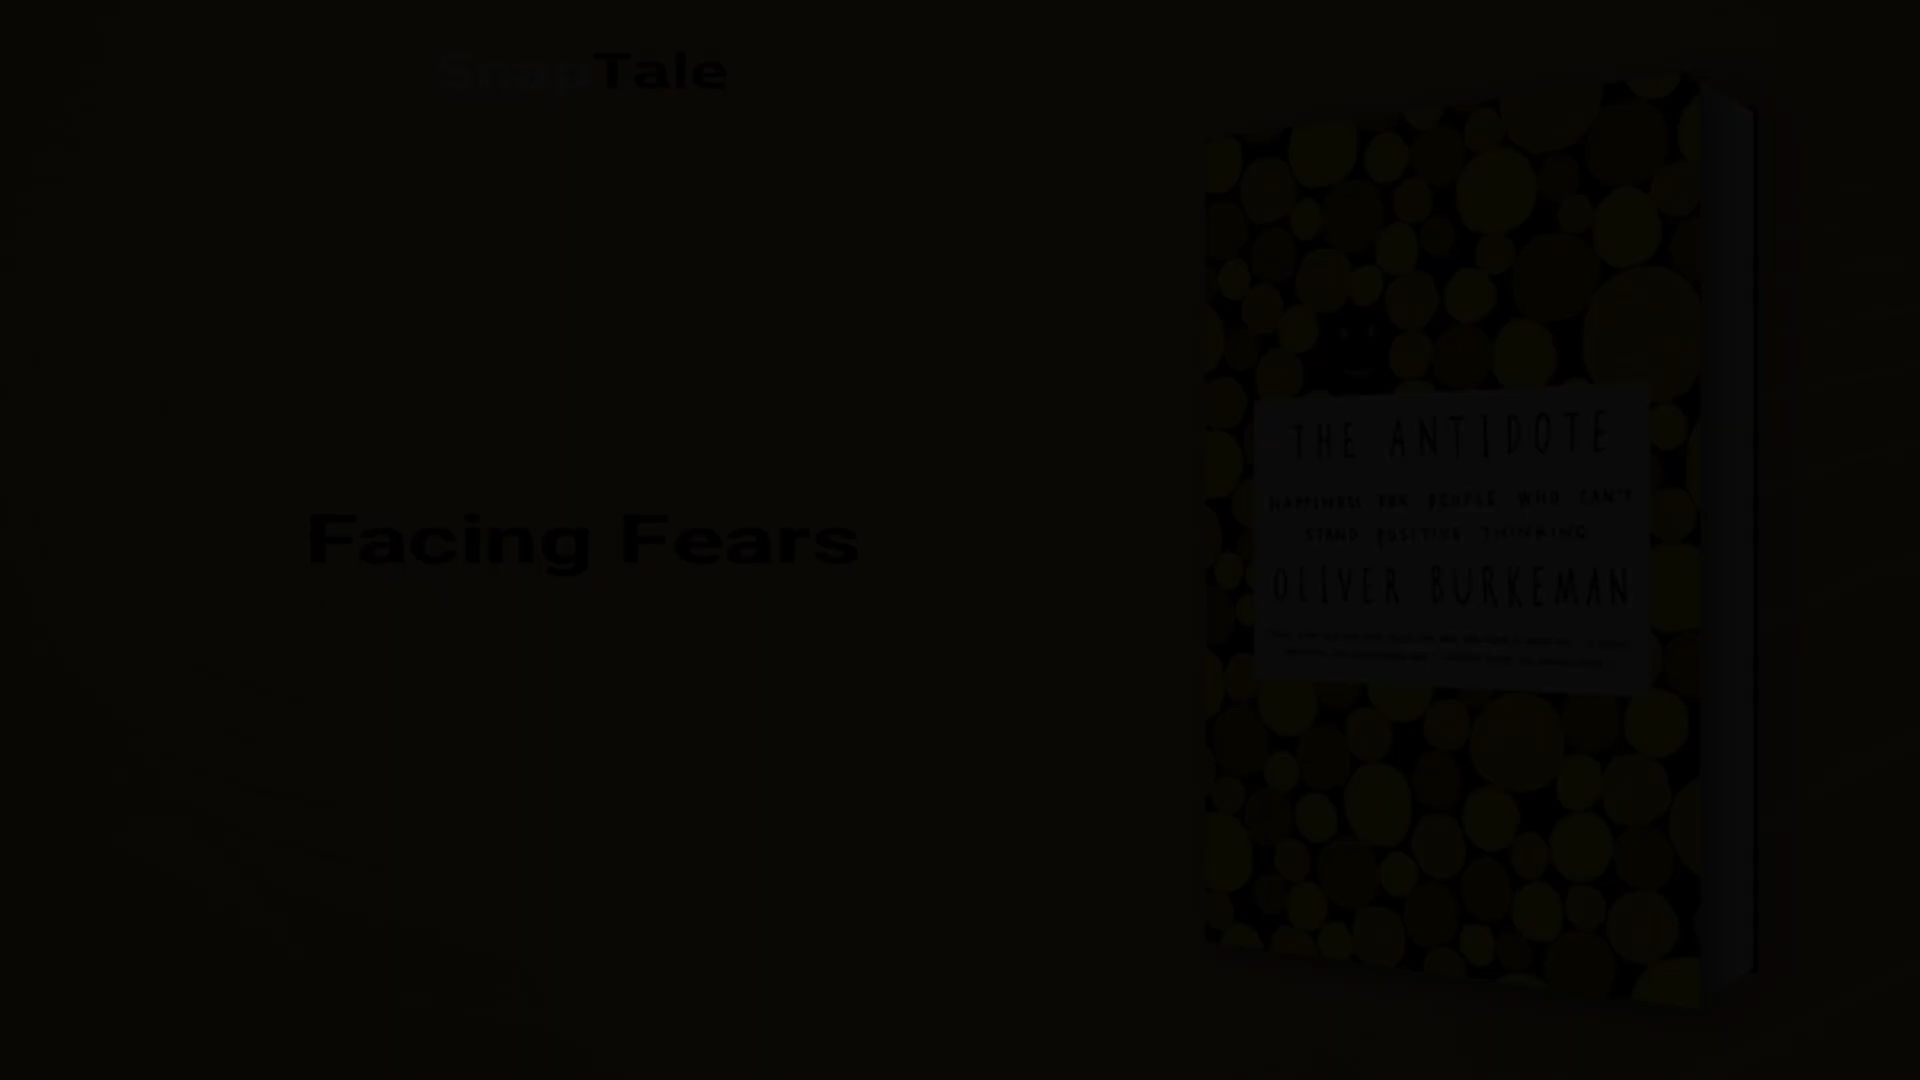 SnapTale
Facing Fears
THE ANTIDOTE
HAPPINESS FOR PEOPLE WHO CAN'T
STAND POSITIVE THINKING
OLIVER BURKEMAN